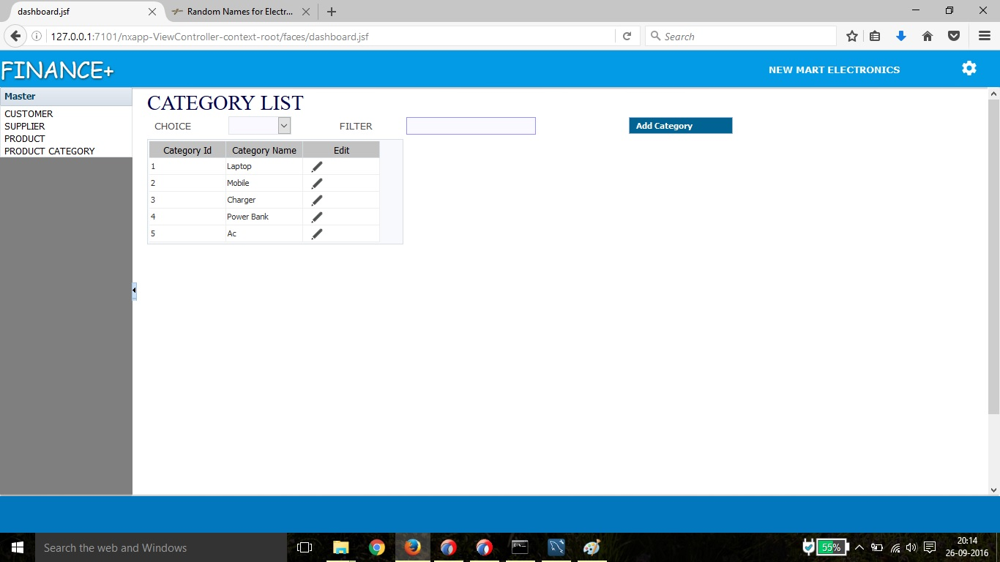 dashboard.jsf
Random Names for Electr...
127.0.0.1:7101/nxapp-ViewController-context-root/faces/dashboard.jsf
Search
FINANCE+
NEW MART ELECTRONICS
Master
CUSTOMER
SUPPLIER
PRODUCT
PRODUCT CATEGORY
CATEGORY LIST
CHOICE
FILTER
Add Category
Category Id Category Name Edit
1 Laptop
2 Mobile
3 Charger
4 Power Bank
5 Ac
Search the web and Windows
55%
20:14
26-09-2016